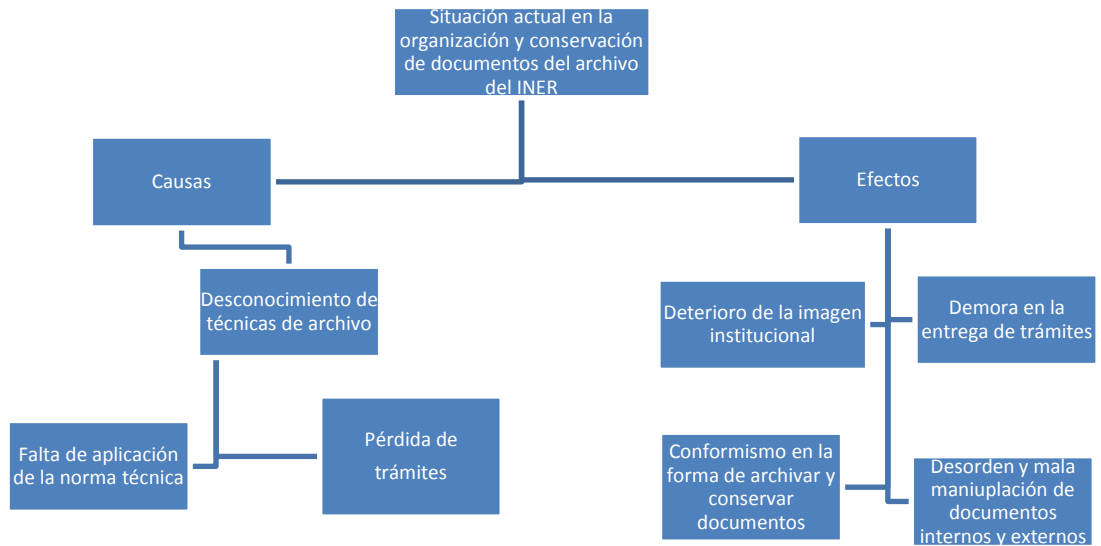 Situación actual en la
organización y conservación
de documentos del archivo
del INER
Causas
Efectos
Desconocimiento de
técnicas de archivo
Deterioro de la imagen
institucional
Demora en la
entrega de trámites
Falta de aplicación
de la norma técnica
Pérdida de
trámites
Conformismo en la
forma de archivar y
conservar
documentos
Desorden y mala
maniuplación de
documentos
internos y externos